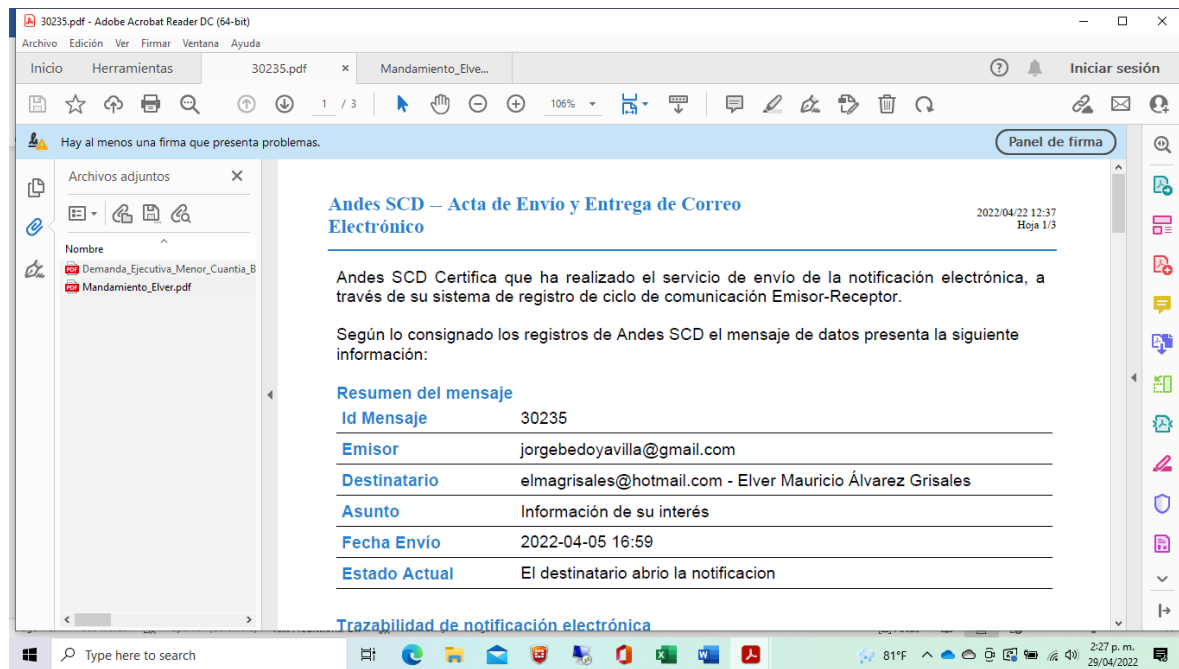 30235.pdf - Adobe Acrobat Reader DC (64-bit)
Archivo Edición Ver Firmar Ventana Ayuda
Inicio Herramientas 30235.pdf × Mandamiento_Elve... Iniciar sesión
1 / 3 106%
Hay al menos una firma que presenta problemas. Panel de firma
Archivos adjuntos
Nombre
Demanda_Ejecutiva_Menor_Cuantia_B
Mandamiento_Elver.pdf
Andes SCD -- Acta de Envío y Entrega de Correo
Electrónico
2022/04/22 12:37
Hoja 1/3
Andes SCD Certifica que ha realizado el servicio de envío de la notificación electrónica, a
través de su sistema de registro de ciclo de comunicación Emisor-Receptor.
Según lo consignado los registros de Andes SCD el mensaje de datos presenta la siguiente
información:
Resumen del mensaje
Id Mensaje 30235
Emisor jorgebedoyavilla@gmail.com
Destinatario elmagrisales@hotmail.com - Elver Mauricio Álvarez Grisales
Asunto Información de su interés
Fecha Envío 2022-04-05 16:59
Estado Actual El destinatario abrio la notificacion
Trazabilidad de notificación electrónica
Type here to search
81°F
2:27 p. m.
29/04/2022